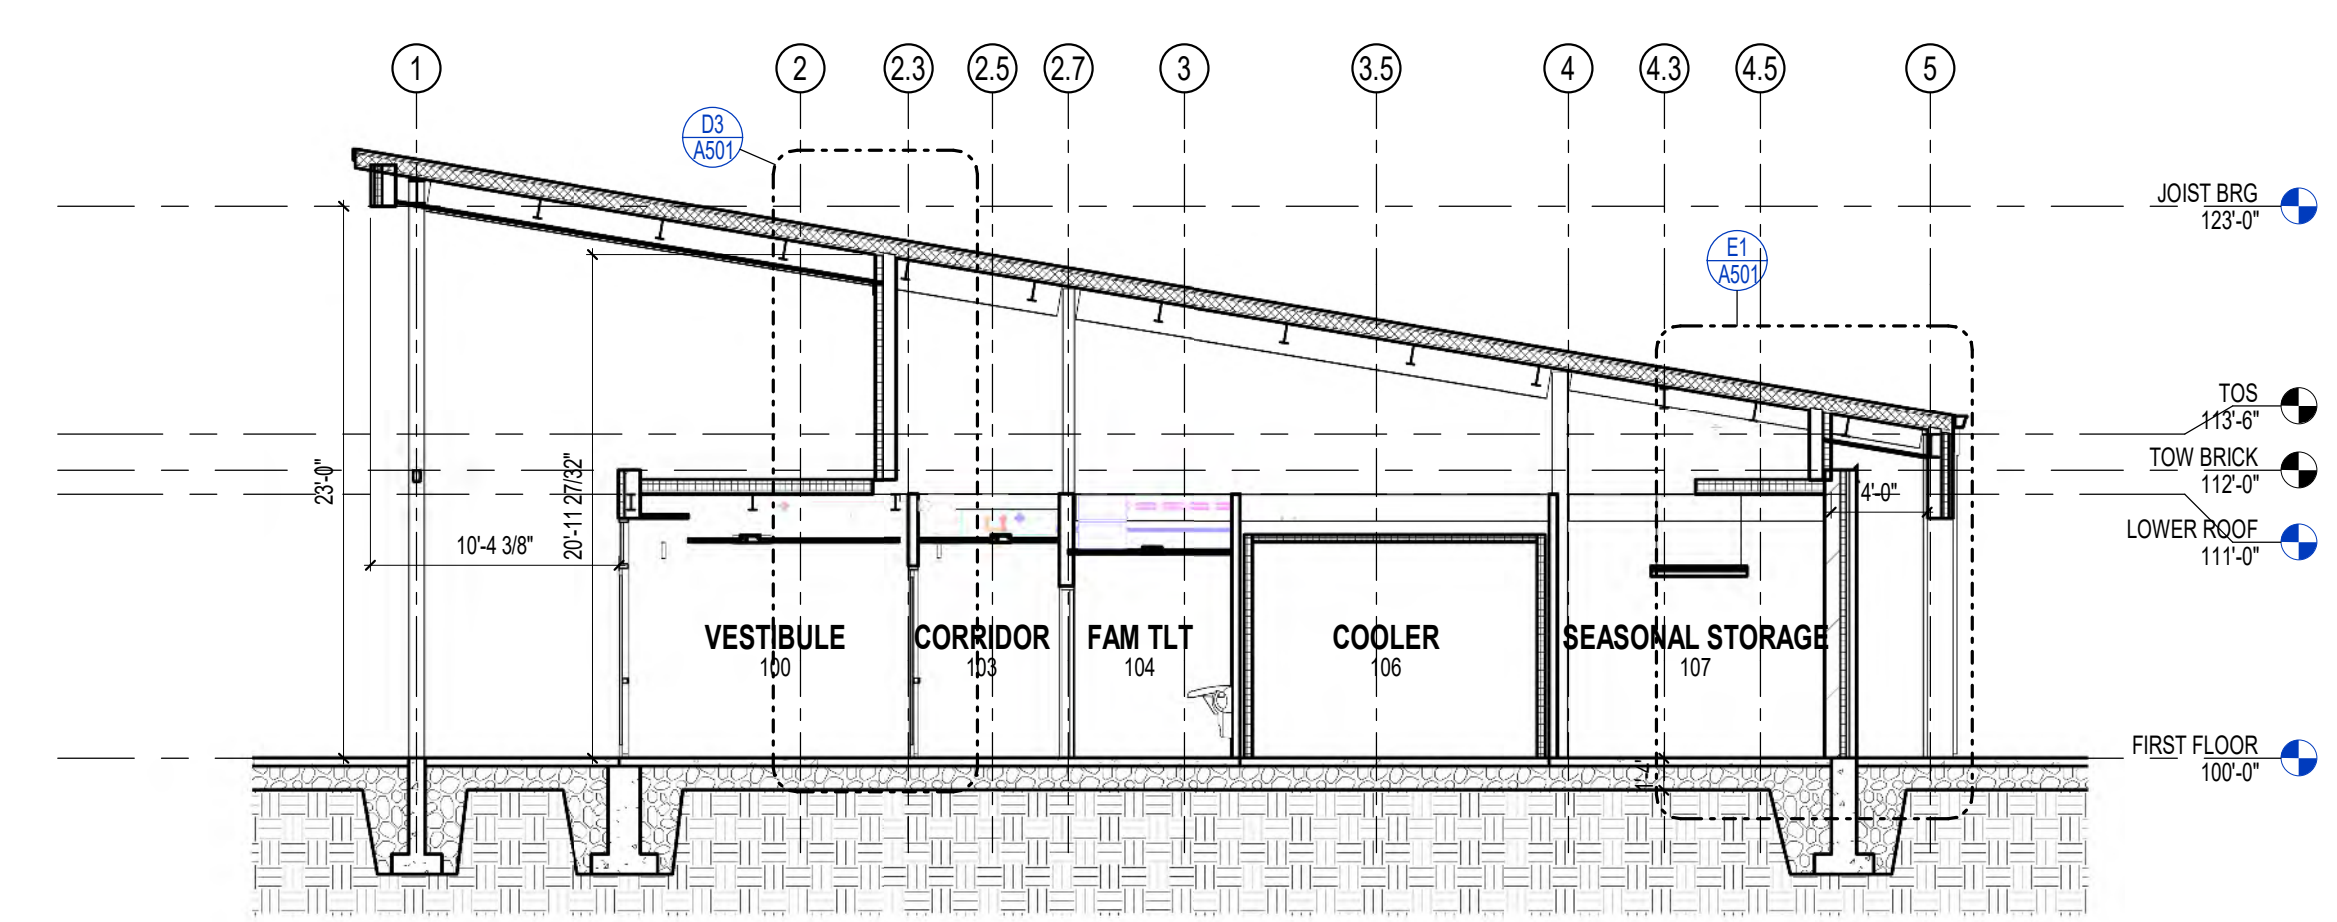 1 2 2.3 2.5 2.7 3 3.5 4 4.3 4.5 5
D3
A501
JOIST BRG
123'-0"
E1
A501
TOS
113'-6"
TOW BRICK
112'-0"
23'-0"
20'-11 27/32"
4'-0"
LOWER ROOF
111'-0"
10'-4 3/8"
VESTIBULE
100
CORRIDOR
103
FAM TLT
104
COOLER
106
SEASONAL STORAGE
107
FIRST FLOOR
100'-0"